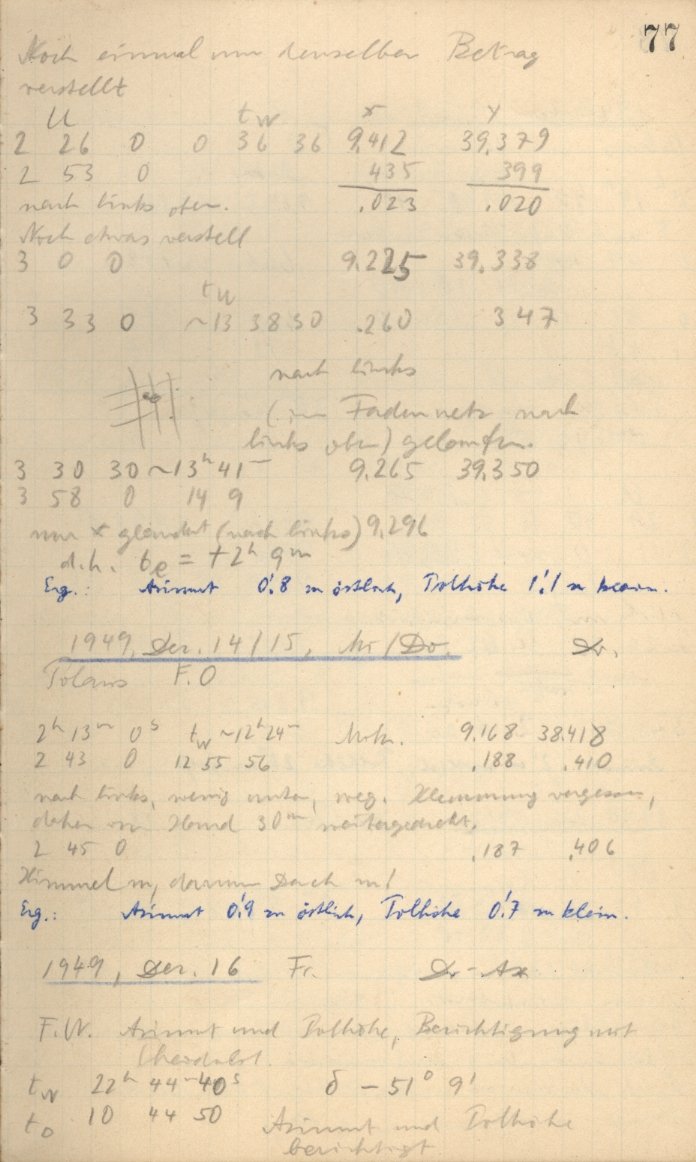 77
Noch einmal um denselben Betrag
verstellt
U tw x y
2 26 0 0 36 36 9.412 39.379
2 53 0 435 399
nach links oben. .023 .020
Noch etwas verstell
3 0 0 9.225 39.338
tw
3 33 0 ~13 38 30 .260 347
nach links
(im Fadennetz nach
links oben) gelaufen.
3 30 30 ~13h 41m 9.265 39.350
3 58 0 14 9
nur x geändert (nach links) 9.296
d.h. te = +2h 9m
Erg.: Azimut 0'.8 zu östlich, Polhöhe 1'.1 zu klein.
1949, Dez. 14/15, Mi/Do. Dr.
Polaris F.O
2h 13m 0s tw ~12h 24m 9.168 38.418
2 43 0 12 55 56 .188 .410
nach links, wenig unten, weg. Klemmung vergessen,
daher von Hand 30m weitergedreht.
2 45 0 .187 .406
Himmel darum Dach
Erg.: Azimut 0'.9 zu östlich, Polhöhe 0'.7 zu klein.
1949, Dez. 16 Fr. Dr-
F.W. Azimut und Polhöhe, Berichtigung mit
tw 22h 44m 40s δ -51° 9'
to 10 44 50 Azimut und Polhöhe
berichtigt